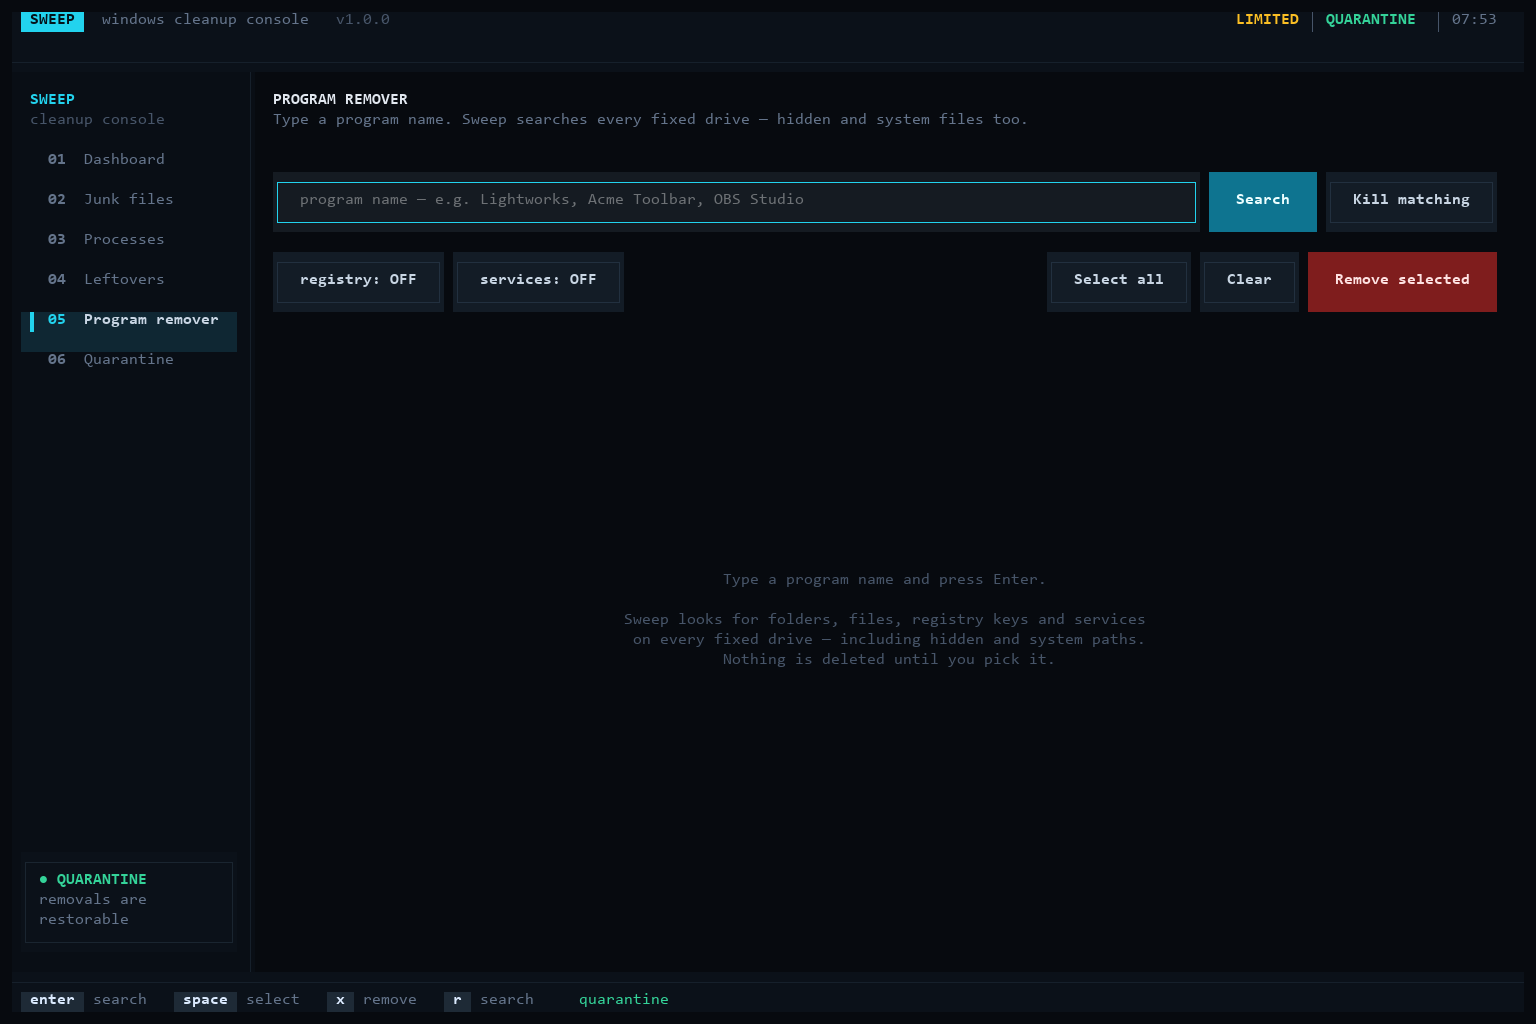 SWEEP windows cleanup console v1.0.0 LIMITED QUARANTINE 07:53
SWEEP
cleanup console
01 Dashboard
02 Junk files
03 Processes
04 Leftovers
05 Program remover
06 Quarantine
● QUARANTINE
removals are
restorable
PROGRAM REMOVER
Type a program name. Sweep searches every fixed drive — hidden and system files too.
program name — e.g. Lightworks, Acme Toolbar, OBS Studio Search Kill matching
registry: OFF services: OFF Select all Clear Remove selected
Type a program name and press Enter.
Sweep looks for folders, files, registry keys and services
on every fixed drive — including hidden and system paths.
Nothing is deleted until you pick it.
enter search space select x remove r search quarantine